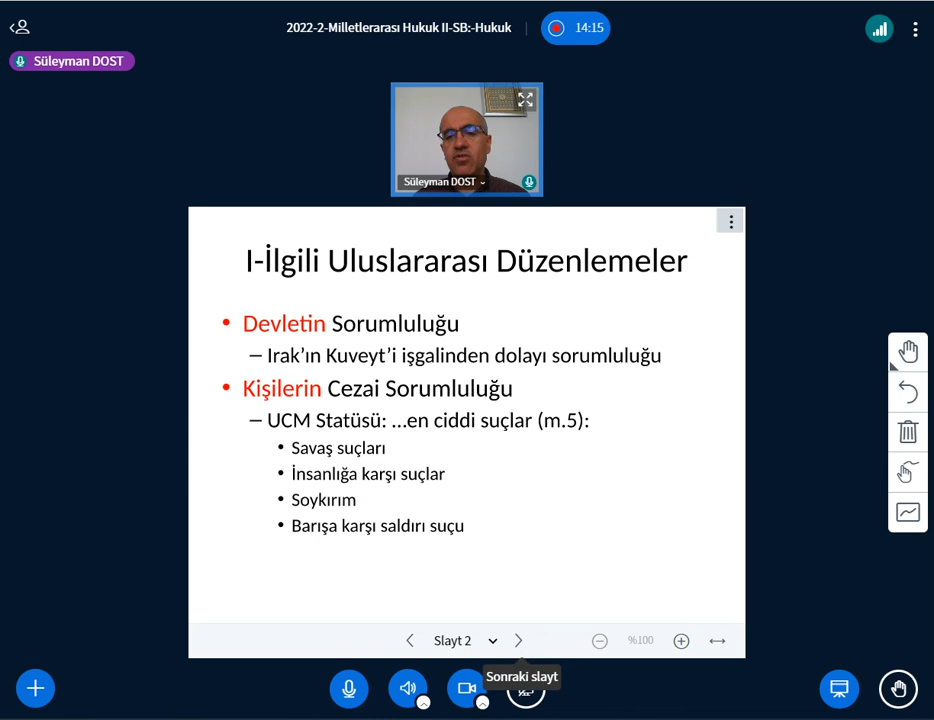 2022-2-Milletlerarası Hukuk II-SB:-Hukuk
14:15
Süleyman DOST
Süleyman DOST
I-İlgili Uluslararası Düzenlemeler
• Devletin Sorumluluğu
– Irak’ın Kuveyt’i işgalinden dolayı sorumluluğu
• Kişilerin Cezai Sorumluluğu
– UCM Statüsü: ...en ciddi suçlar (m.5):
• Savaş suçları
• İnsanlığa karşı suçlar
• Soykırım
• Barışa karşı saldırı suçu
Slayt 2
%100
Sonraki slayt